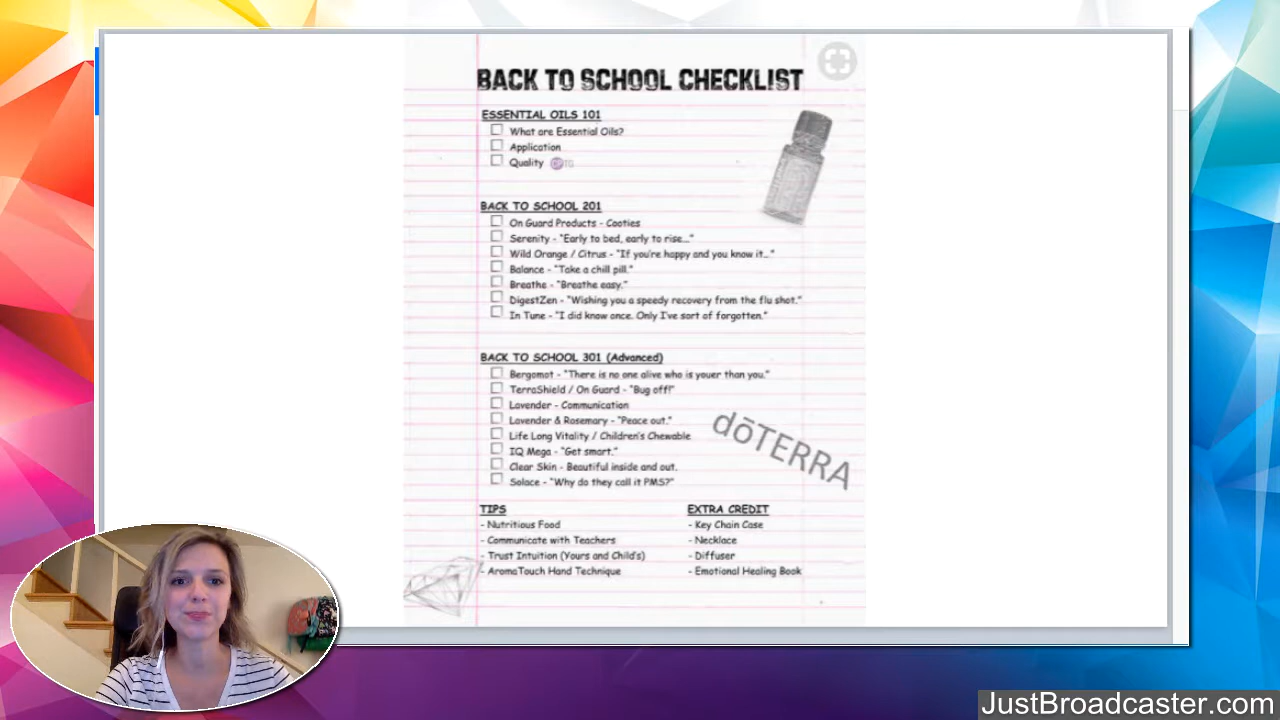 BACK TO SCHOOL CHECKLIST
ESSENTIAL OILS 101
What are Essential Oils?
Application
Quality
BACK TO SCHOOL 201
On Guard Products - Cooties
Serenity - "Early to bed, early to rise..."
Wild Orange / Citrus - "If you're happy and you know it..."
Balance - "Take a chill pill."
Breathe - "Breathe easy."
DigestZen - "Wishing you a speedy recovery from the flu shot."
In Tune - "I did know once. Only I've sort of forgotten."
BACK TO SCHOOL 301 (Advanced)
Bergamot - "There is no one alive who is youer than you."
TerraShield / On Guard - "Bug off!"
Lavender - Communication
Lavender & Rosemary - "Peace out."
Life Long Vitality / Children's Chewable
IQ Mega - "Get smart."
Clear Skin - Beautiful inside and out.
Solace - "Why do they call it PMS?"
dōTERRA
TIPS
- Nutritious Food
- Communicate with Teachers
- Trust Intuition (Yours and Child's)
- AromaTouch Hand Technique
EXTRA CREDIT
- Key Chain Case
- Necklace
- Diffuser
- Emotional Healing Book
JustBroadcaster.com